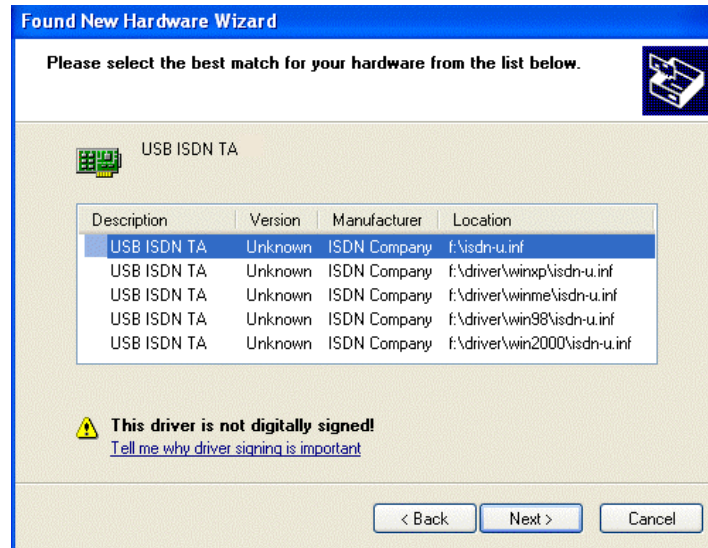 Found New Hardware Wizard
Please select the best match for your hardware from the list below.
USB ISDN TA
Description Version Manufacturer Location
USB ISDN TA Unknown ISDN Company f:\isdn-u.inf
USB ISDN TA Unknown ISDN Company f:\driver\winxp\isdn-u.inf
USB ISDN TA Unknown ISDN Company f:\driver\winme\isdn-u.inf
USB ISDN TA Unknown ISDN Company f:\driver\win98\isdn-u.inf
USB ISDN TA Unknown ISDN Company f:\driver\win2000\isdn-u.inf
This driver is not digitally signed!
Tell me why driver signing is important
< Back Next > Cancel